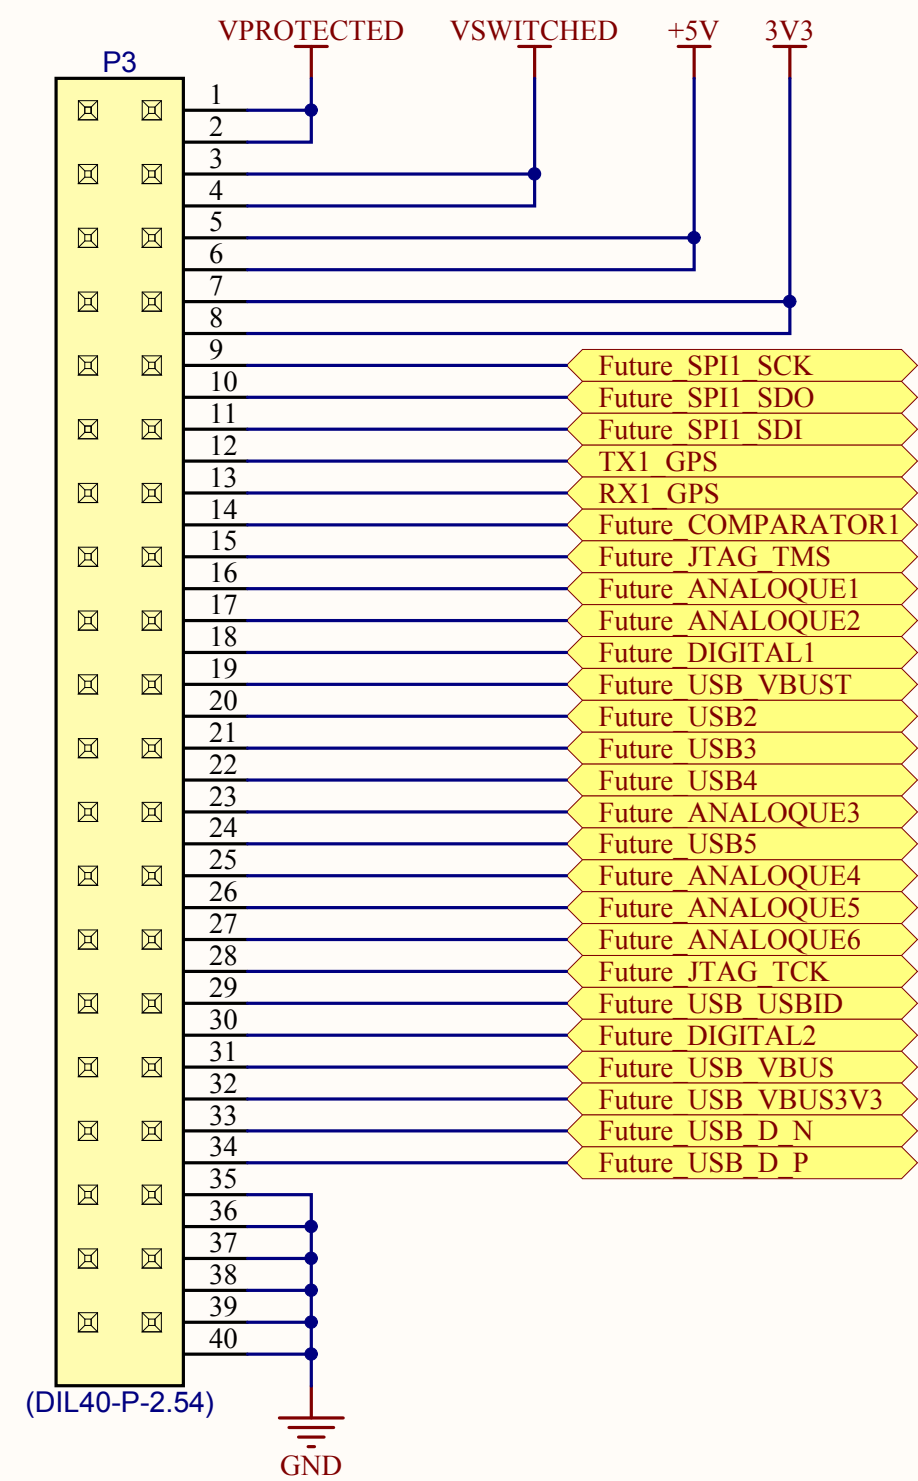 VPROTECTED VSWITCHED +5V 3V3
P3
1
2
3
4
5
6
7
8
9 Future_SPI1_SCK
10 Future_SPI1_SDO
11 Future_SPI1_SDI
12 TX1_GPS
13 RX1_GPS
14 Future_COMPARATOR1
15 Future_JTAG_TMS
16 Future_ANALOQUE1
17 Future_ANALOQUE2
18 Future_DIGITAL1
19 Future_USB_VBUST
20 Future_USB2
21 Future_USB3
22 Future_USB4
23 Future_ANALOQUE3
24 Future_USB5
25 Future_ANALOQUE4
26 Future_ANALOQUE5
27 Future_ANALOQUE6
28 Future_JTAG_TCK
29 Future_USB_USBID
30 Future_DIGITAL2
31 Future_USB_VBUS
32 Future_USB_VBUS3V3
33 Future_USB_D_N
34 Future_USB_D_P
35
36
37
38
39
40
(DIL40-P-2.54)
GND